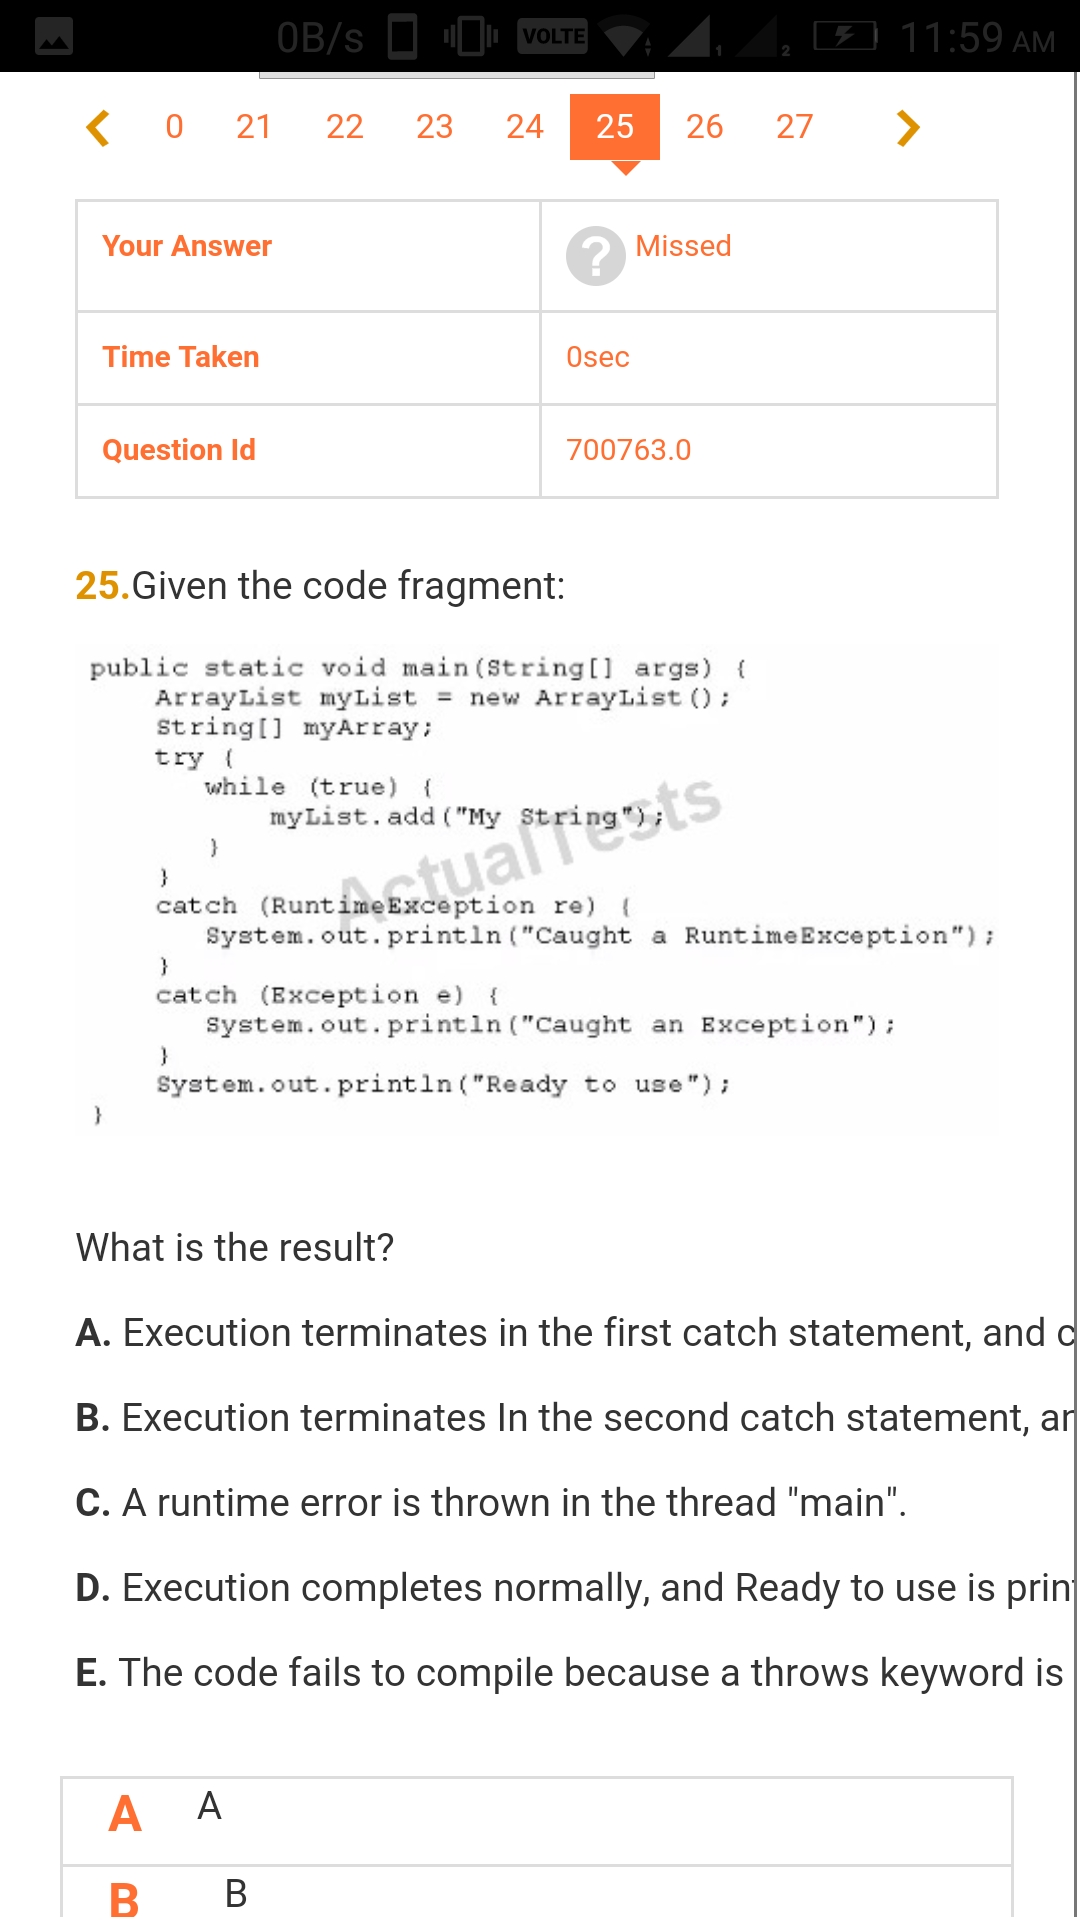 0B/s VOLTE 1 2 11:59 AM
0 21 22 23 24 25 26 27
Your Answer ? Missed
Time Taken 0sec
Question Id 700763.0
25.Given the code fragment:
public static void main(String[] args) {
ArrayList myList = new ArrayList();
String[] myArray;
try {
while (true) {
myList.add("My String");
}
}
catch (RuntimeException re) {
System.out.println("Caught a RuntimeException");
}
catch (Exception e) {
System.out.println("Caught an Exception");
}
System.out.println("Ready to use");
}
ActualTests
What is the result?
A. Execution terminates in the first catch statement, and c
B. Execution terminates In the second catch statement, an
C. A runtime error is thrown in the thread "main".
D. Execution completes normally, and Ready to use is print
E. The code fails to compile because a throws keyword is
A A
B B